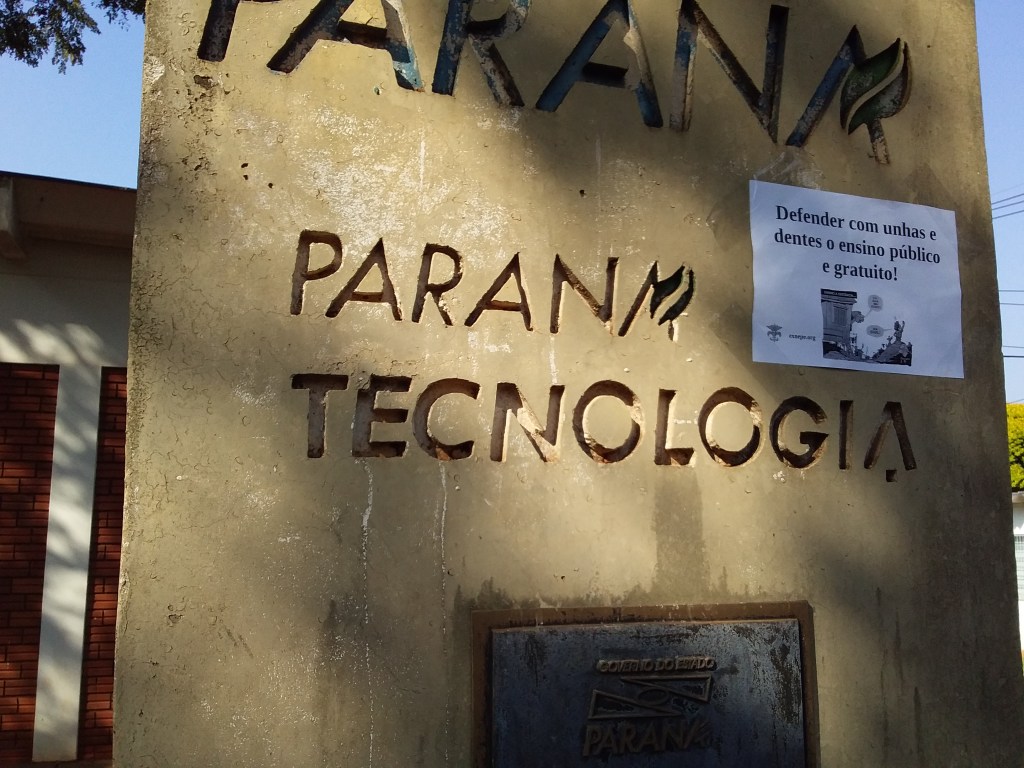 PARANÁ
PARANÁ
TECNOLOGIA
Defender com unhas e
dentes o ensino público
e gratuito!
GOVERNO DO ESTADO
PARANÁ